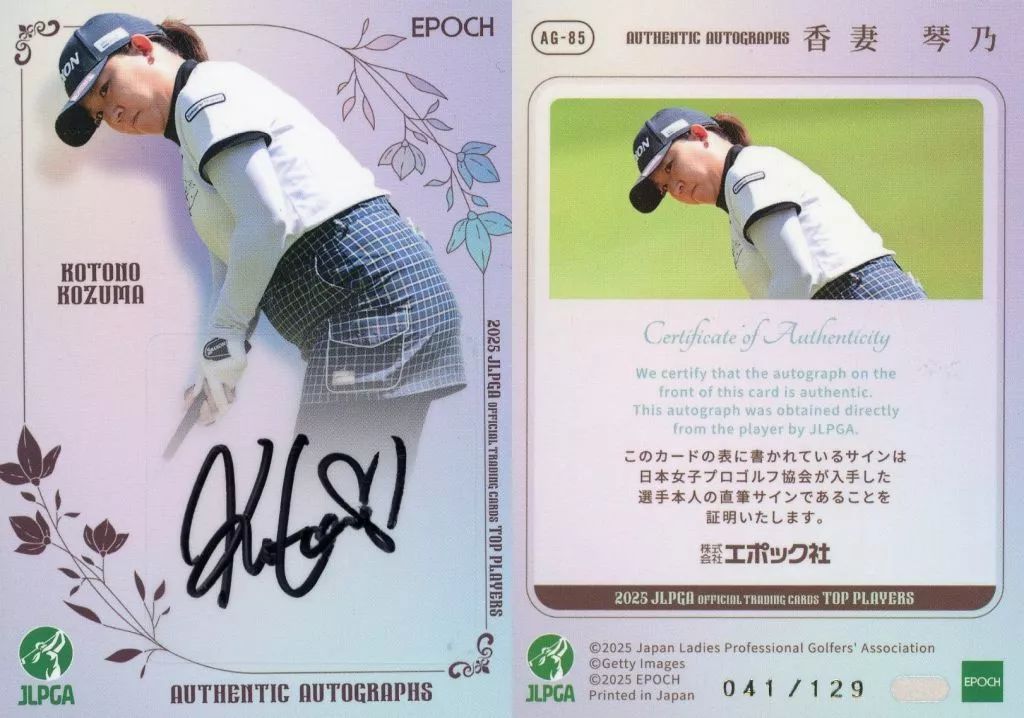 EPOCH
XON
KOTONO
KOZUMA
2025 JLPGA OFFICIAL TRADING CARDS TOP PLAYERS
JLPGA
AUTHENTIC AUTOGRAPHS
AG-85
AUTHENTIC AUTOGRAPHS 香妻 琴乃
XON
Certificate of Authenticity
We certify that the autograph on the
front of this card is authentic.
This autograph was obtained directly
from the player by JLPGA.
このカードの表に書かれているサインは
日本女子プロゴルフ協会が入手した
選手本人の直筆サインであることを
証明いたします。
株式会社エポック社
2025 JLPGA OFFICIAL TRADING CARDS TOP PLAYERS
JLPGA
©2025 Japan Ladies Professional Golfers' Association
©Getty Images
©2025 EPOCH
Printed in Japan
041/129
EPOCH